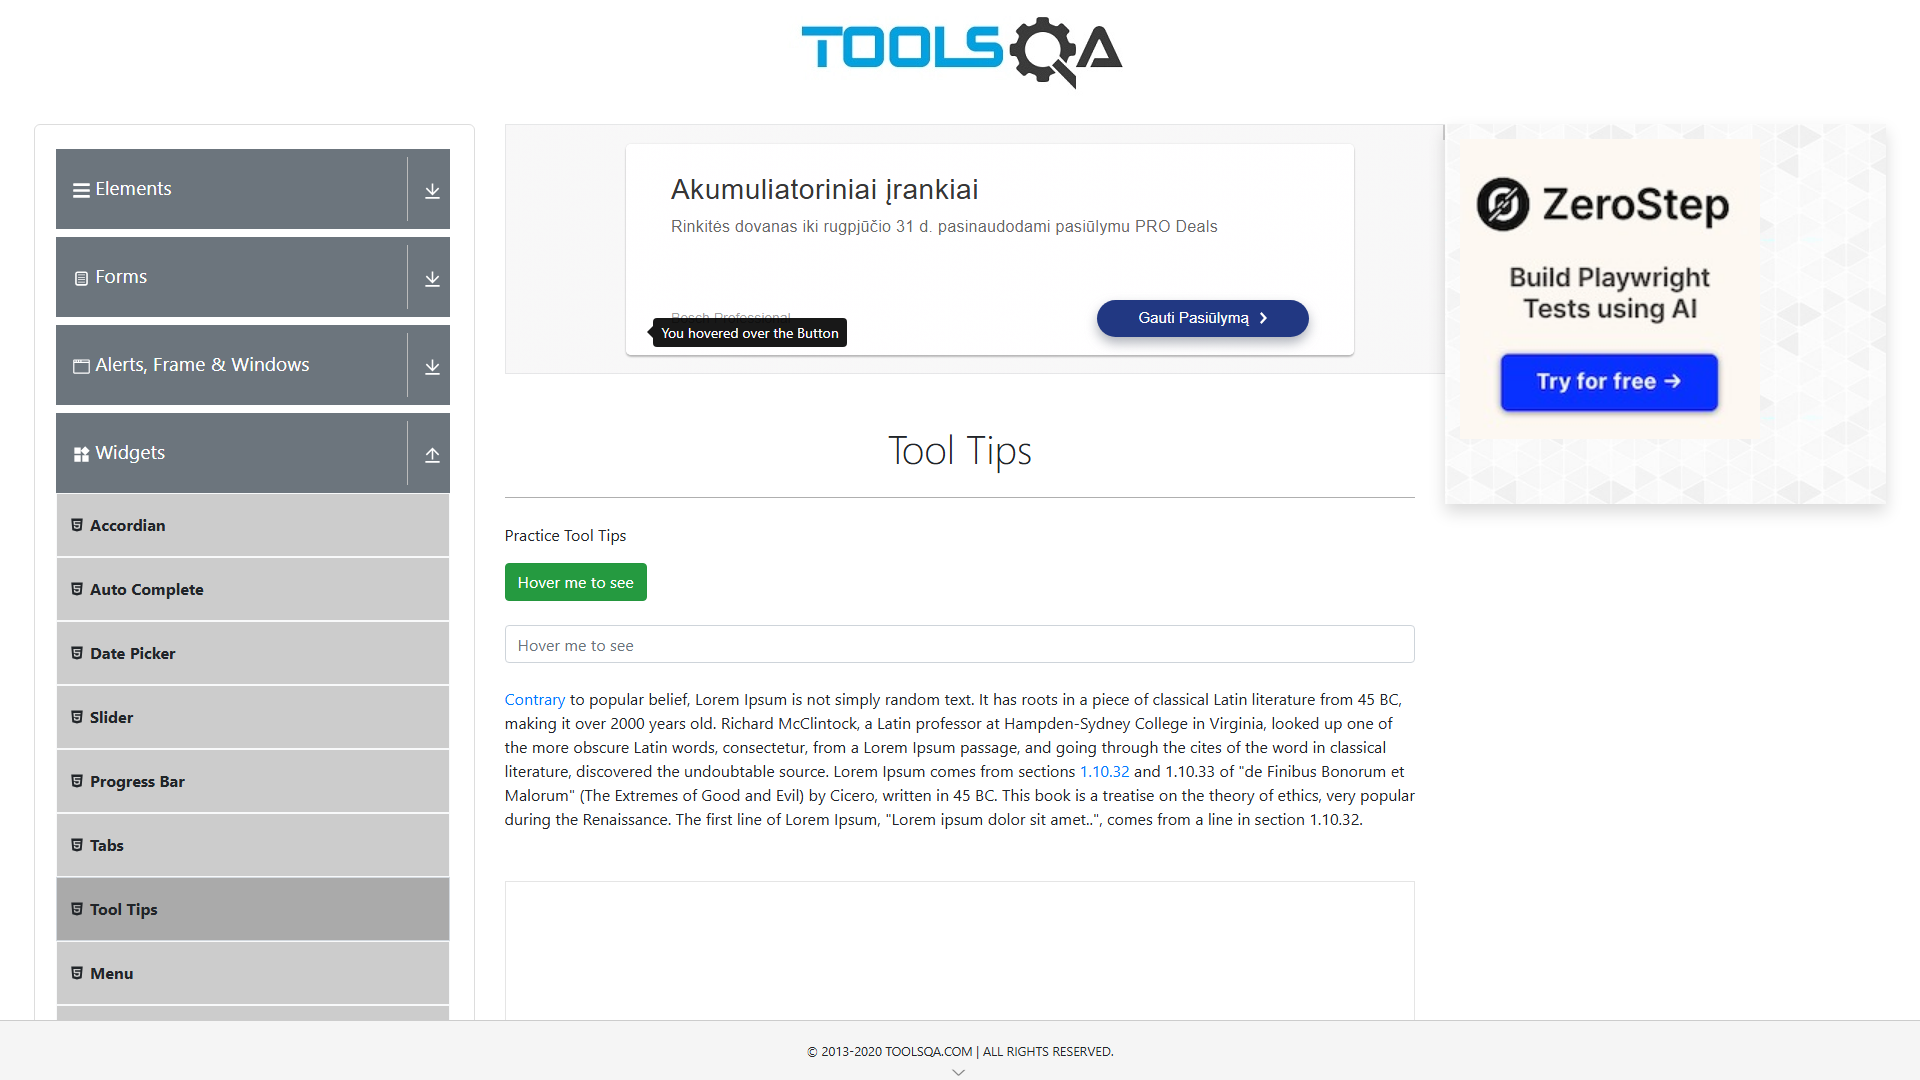 TOOLSQA
Elements
Forms
Alerts, Frame & Windows
Widgets
Accordian
Auto Complete
Date Picker
Slider
Progress Bar
Tabs
Tool Tips
Menu
Akumuliatoriniai įrankiai
Rinkitės dovanas iki rugpjūčio 31 d. pasinaudodami pasiūlymu PRO Deals
Bosch Professional
Gauti Pasiūlymą
You hovered over the Button
Tool Tips
Practice Tool Tips
Hover me to see
Hover me to see
Contrary to popular belief, Lorem Ipsum is not simply random text. It has roots in a piece of classical Latin literature from 45 BC,
making it over 2000 years old. Richard McClintock, a Latin professor at Hampden-Sydney College in Virginia, looked up one of
the more obscure Latin words, consectetur, from a Lorem Ipsum passage, and going through the cites of the word in classical
literature, discovered the undoubtable source. Lorem Ipsum comes from sections 1.10.32 and 1.10.33 of "de Finibus Bonorum et
Malorum" (The Extremes of Good and Evil) by Cicero, written in 45 BC. This book is a treatise on the theory of ethics, very popular
during the Renaissance. The first line of Lorem Ipsum, "Lorem ipsum dolor sit amet..", comes from a line in section 1.10.32.
ZeroStep
Build Playwright
Tests using AI
Try for free →
© 2013-2020 TOOLSQA.COM | ALL RIGHTS RESERVED.